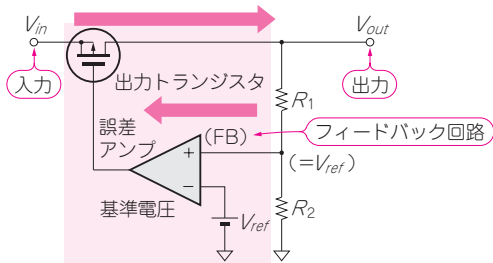 Vin
Vout
入力
出力トランジスタ
出力
R1
誤差
アンプ
(FB)
フィードバック回路
+
(=Vref)
−
基準電圧
Vref
R2